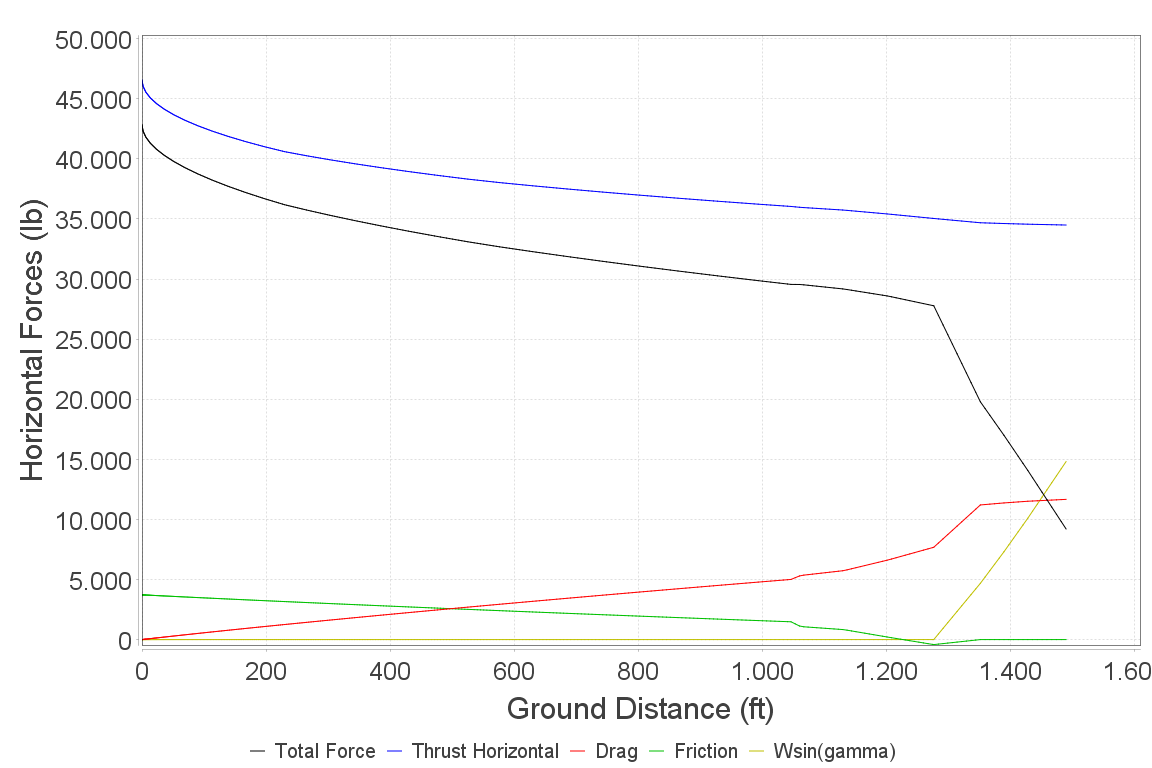 Horizontal Forces (lb)
50.000
45.000
40.000
35.000
30.000
25.000
20.000
15.000
10.000
5.000
0
0 200 400 600 800 1.000 1.200 1.400 1.60
Ground Distance (ft)
Total Force Thrust Horizontal Drag Friction Wsin(gamma)